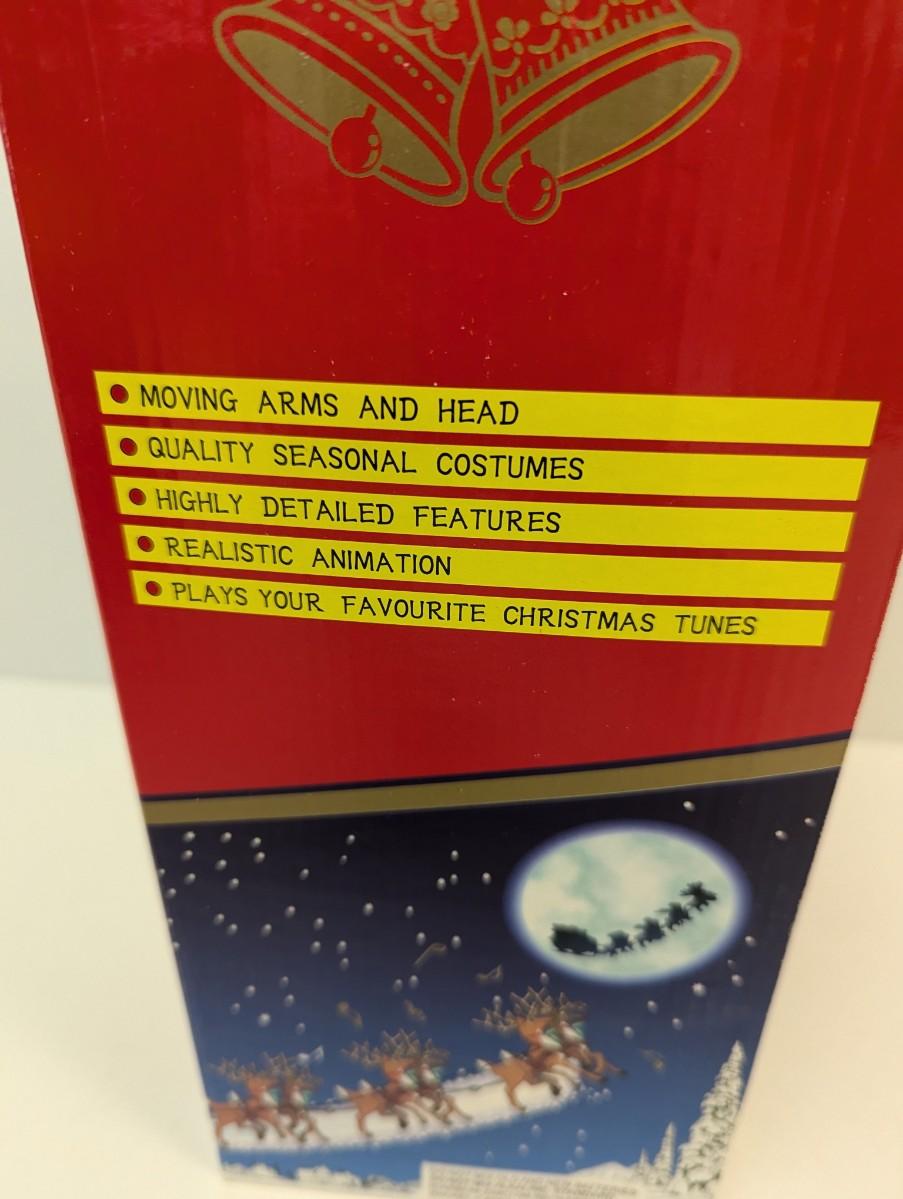 MOVING ARMS AND HEAD
QUALITY SEASONAL COSTUMES
HIGHLY DETAILED FEATURES
REALISTIC ANIMATION
PLAYS YOUR FAVOURITE CHRISTMAS TUNES